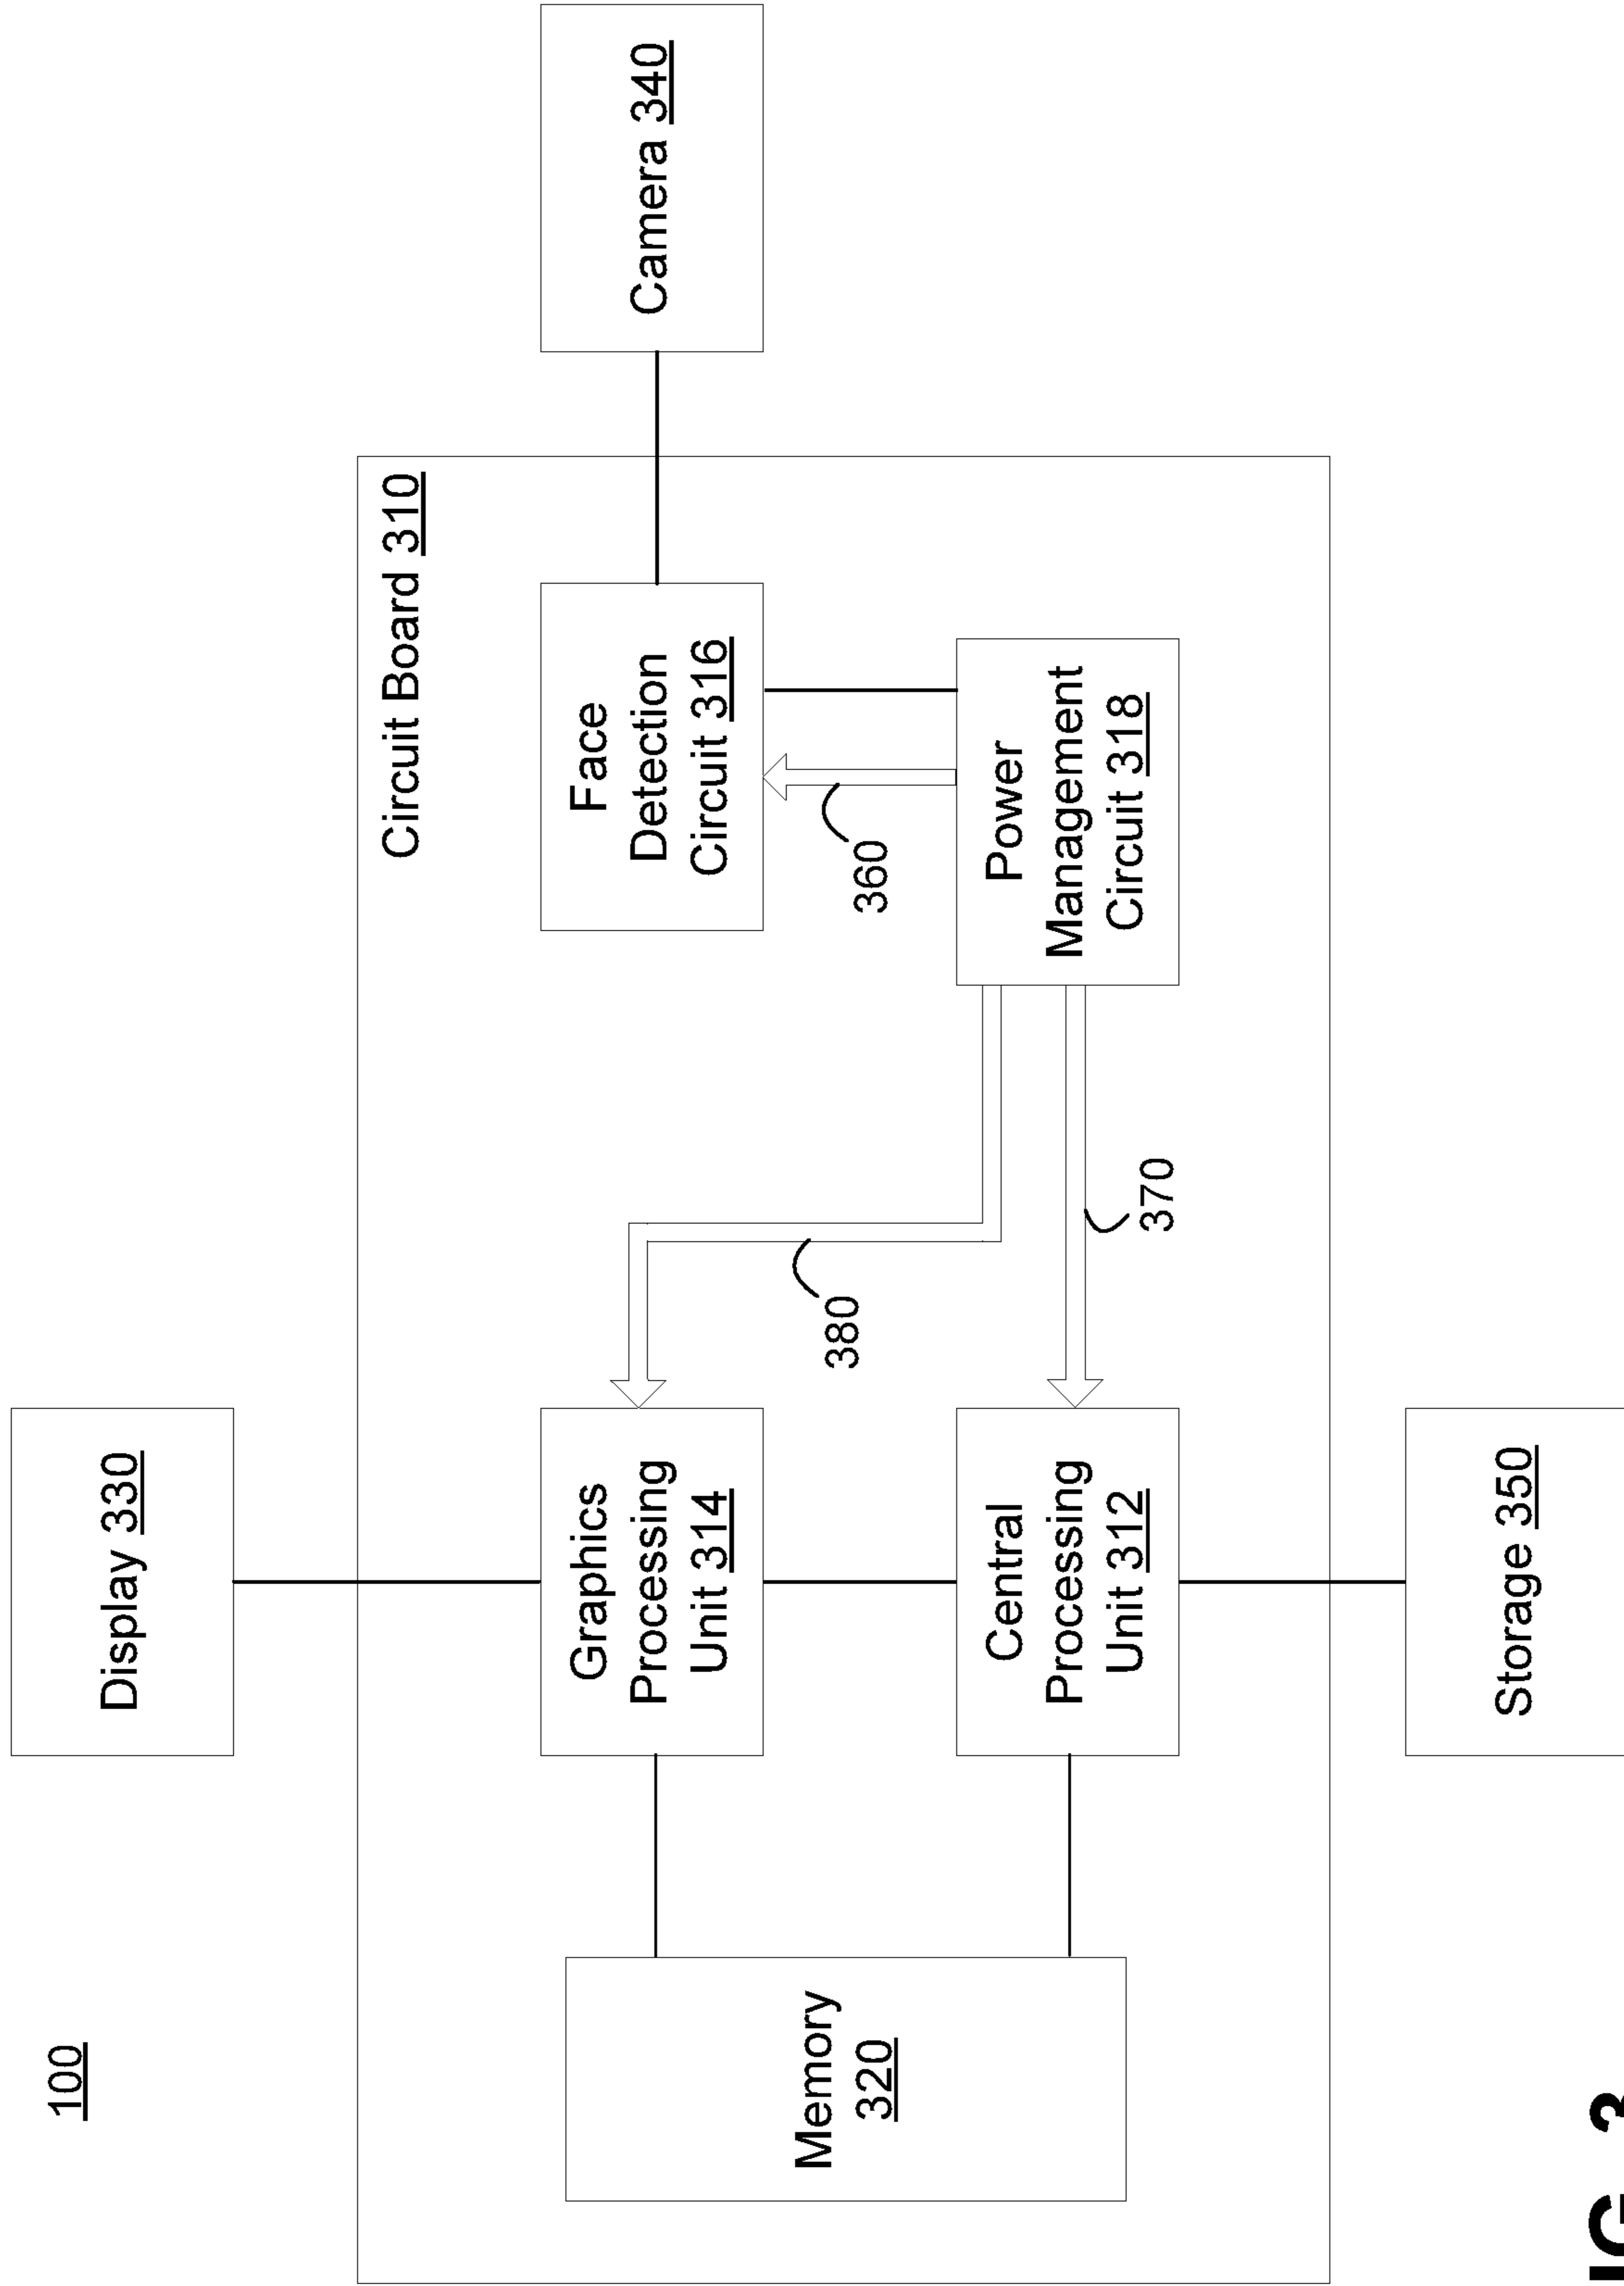 100
Display 330
Circuit Board 310
Memory
320
Graphics
Processing
Unit 314
Face
Detection
Circuit 316
Camera 340
380
360
Central
Processing
Unit 312
370
Power
Management
Circuit 318
Storage 350